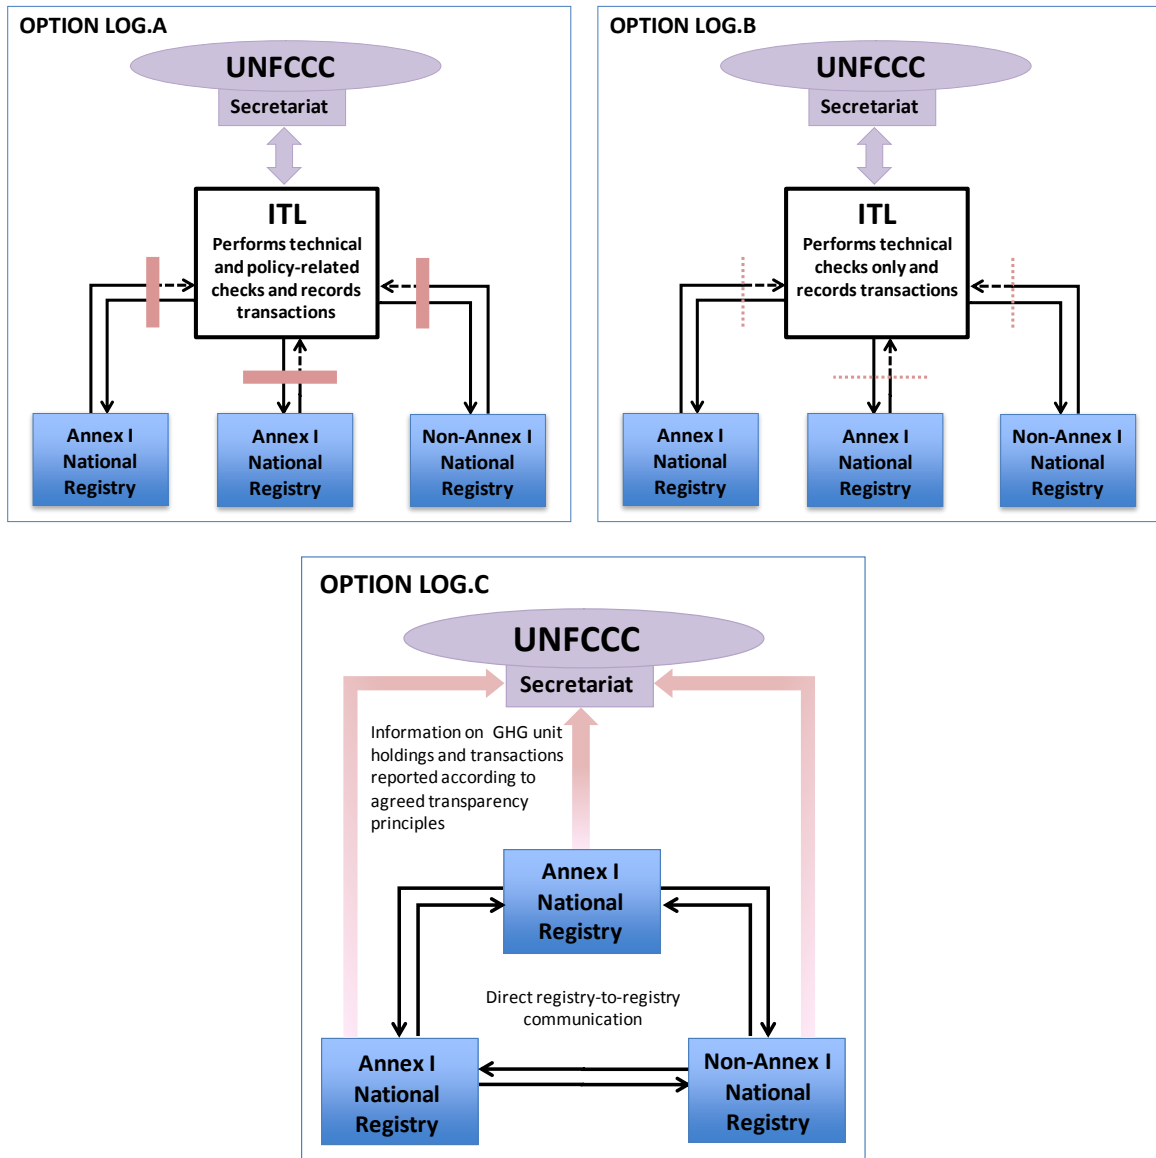 OPTION LOG.A
UNFCCC
Secretariat
ITL
Performs technical
and policy-related
checks and records
transactions
Annex I
National
Registry
Annex I
National
Registry
Non-Annex I
National
Registry
OPTION LOG.B
UNFCCC
Secretariat
ITL
Performs technical
checks only and
records transactions
Annex I
National
Registry
Annex I
National
Registry
Non-Annex I
National
Registry
OPTION LOG.C
UNFCCC
Secretariat
Information on GHG unit
holdings and transactions
reported according to
agreed transparency
principles
Annex I
National
Registry
Direct registry-to-registry
communication
Annex I
National
Registry
Non-Annex I
National
Registry